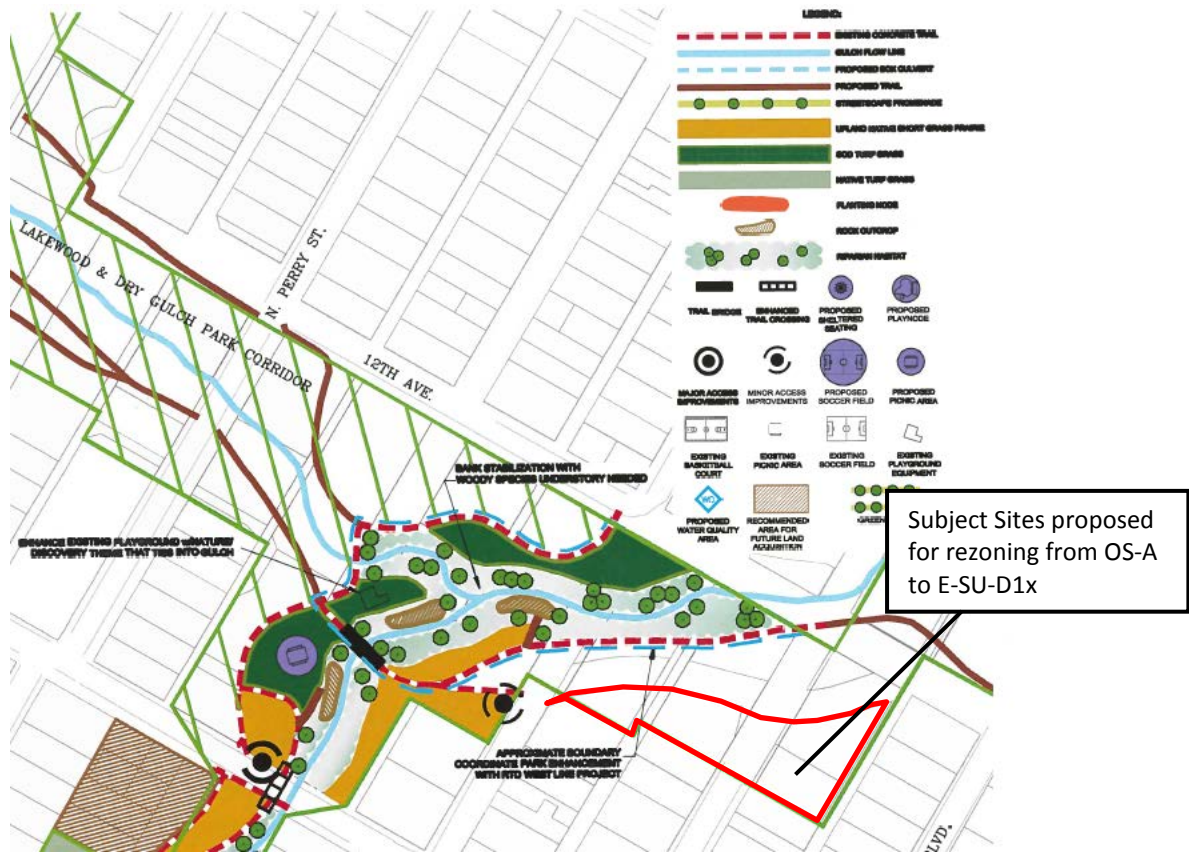 LEGEND:
EXISTING CONCRETE TRAIL
GULCH FLOW LINE
PROPOSED BOX CULVERT
PROPOSED TRAIL
STREETSCAPE PROMENADE
UPLAND NATIVE SHORT GRASS PRAIRIE
SOD TURF GRASS
NATIVE TURF GRASS
PLANTING NODE
ROCK OUTCROP
RIPARIAN HABITAT
TRAIL BRIDGE
ENHANCED
TRAIL CROSSING
PROPOSED
SHELTERED
SEATING
PROPOSED
PLAYNODE
MAJOR ACCESS
IMPROVEMENTS
MINOR ACCESS
IMPROVEMENTS
PROPOSED
SOCCER FIELD
PROPOSED
PICNIC AREA
EXISTING
BASKETBALL
COURT
EXISTING
PICNIC AREA
EXISTING
SOCCER FIELD
EXISTING
PLAYGROUND
EQUIPMENT
WQ
PROPOSED
WATER QUALITY
AREA
RECOMMENDED
AREA FOR
FUTURE LAND
ACQUISITION
GREEN
Subject Sites proposed
for rezoning from OS-A
to E-SU-D1x
LAKEWOOD & DRY GULCH PARK CORRIDOR
N. PERRY ST.
12TH AVE.
BANK STABILIZATION WITH
WOODY SPECIES UNDERSTORY NEEDED
ENHANCE EXISTING PLAYGROUND w/NATURE/
DISCOVERY THEME THAT TIES INTO GULCH
APPROXIMATE BOUNDARY
COORDINATE PARK ENHANCEMENT
WITH RTD WEST LINE PROJECT
LVD.